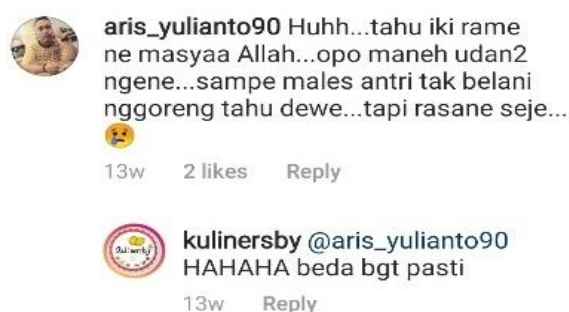 aris_yulianto90 Huhh...tahu iki rame
ne masyaa Allah...opo maneh udan2
ngene...sampe males antri tak belani
nggoreng tahu dewe...tapi rasane seje...
😢
13w 2 likes Reply
kulinersby @aris_yulianto90
HAHAHA beda bgt pasti
13w Reply